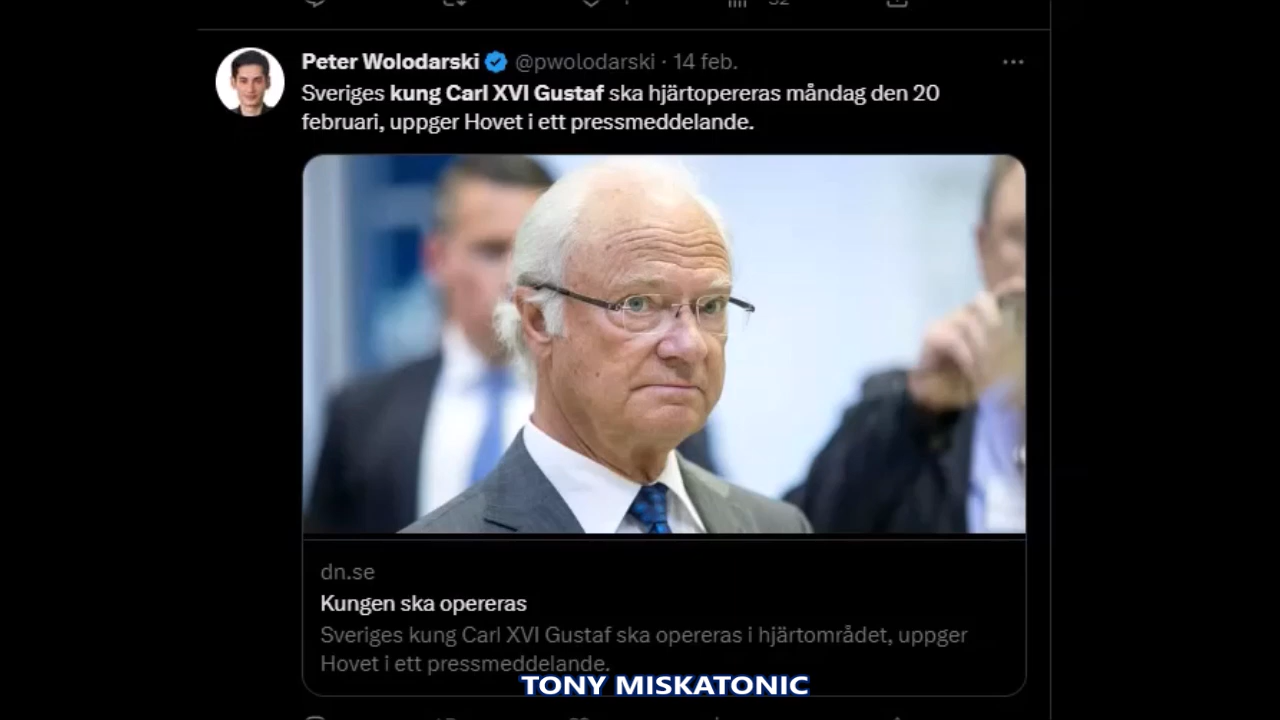 Peter Wolodarski @pwolodarski · 14 feb.
Sveriges kung Carl XVI Gustaf ska hjärtopereras måndag den 20
februari, uppger Hovet i ett pressmeddelande.
dn.se
Kungen ska opereras
Sveriges kung Carl XVI Gustaf ska opereras i hjärtområdet, uppger
Hovet i ett pressmeddelande.
TONY MISKATONIC